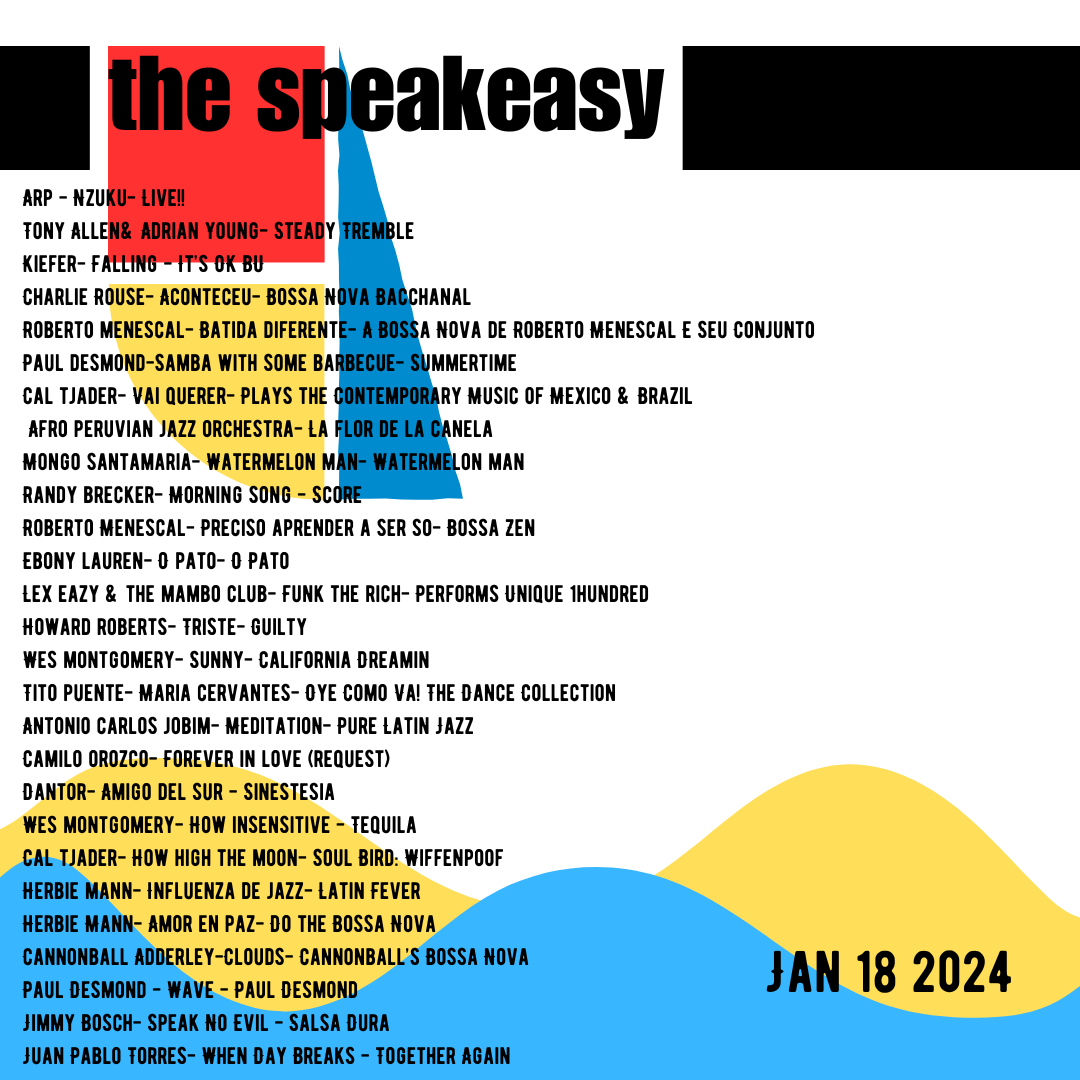 the speakeasy
ARP - NZUKU- LIVE!!
TONY ALLEN& ADRIAN YOUNG- STEADY TREMBLE
KIEFER- FALLING - IT'S OK BU
CHARLIE ROUSE- ACONTECEU- BOSSA NOVA BACCHANAL
ROBERTO MENESCAL- BATIDA DIFERENTE- A BOSSA NOVA DE ROBERTO MENESCAL E SEU CONJUNTO
PAUL DESMOND-SAMBA WITH SOME BARBECUE- SUMMERTIME
CAL TJADER- VAI QUERER- PLAYS THE CONTEMPORARY MUSIC OF MEXICO & BRAZIL
AFRO PERUVIAN JAZZ ORCHESTRA- LA FLOR DE LA CANELA
MONGO SANTAMARIA- WATERMELON MAN- WATERMELON MAN
RANDY BRECKER- MORNING SONG - SCORE
ROBERTO MENESCAL- PRECISO APRENDER A SER SO- BOSSA ZEN
EBONY LAUREN- O PATO- O PATO
LEX EAZY & THE MAMBO CLUB- FUNK THE RICH- PERFORMS UNIQUE 1HUNDRED
HOWARD ROBERTS- TRISTE- GUILTY
WES MONTGOMERY- SUNNY- CALIFORNIA DREAMIN
TITO PUENTE- MARIA CERVANTES- OYE COMO VA! THE DANCE COLLECTION
ANTONIO CARLOS JOBIM- MEDITATION- PURE LATIN JAZZ
CAMILO OROZCO- FOREVER IN LOVE (REQUEST)
DANTOR- AMIGO DEL SUR - SINESTESIA
WES MONTGOMERY- HOW INSENSITIVE - TEQUILA
CAL TJADER- HOW HIGH THE MOON- SOUL BIRD: WIFFENPOOF
HERBIE MANN- INFLUENZA DE JAZZ- LATIN FEVER
HERBIE MANN- AMOR EN PAZ- DO THE BOSSA NOVA
CANNONBALL ADDERLEY-CLOUDS- CANNONBALL'S BOSSA NOVA
PAUL DESMOND - WAVE - PAUL DESMOND
JIMMY BOSCH- SPEAK NO EVIL - SALSA DURA
JUAN PABLO TORRES- WHEN DAY BREAKS - TOGETHER AGAIN
JAN 18 2024